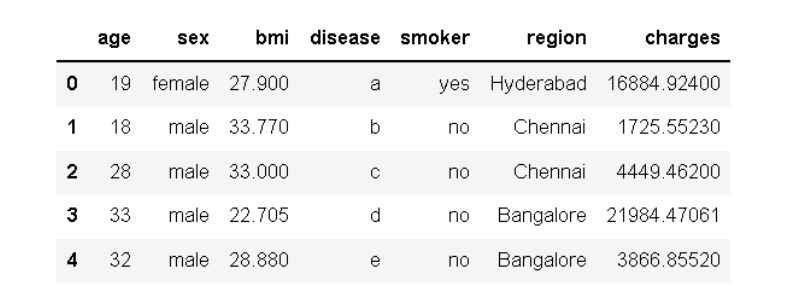 age sex bmi disease smoker region charges
0 19 female 27.900 a yes Hyderabad 16884.92400
1 18 male 33.770 b no Chennai 1725.55230
2 28 male 33.000 c no Chennai 4449.46200
3 33 male 22.705 d no Bangalore 21984.47061
4 32 male 28.880 e no Bangalore 3866.85520